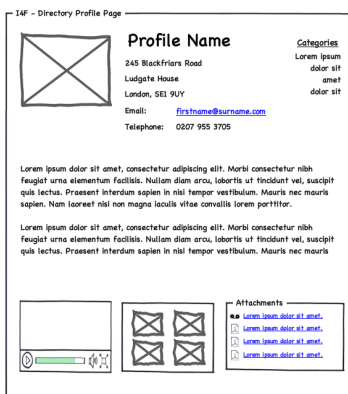 I4F - Directory Profile Page
Profile Name
245 Blackfriars Road
Ludgate House
London, SE1 9UY
Email: firstname@surname.com
Telephone: 0207 955 3705
Categories
Lorem ipsum
dolor sit
amet
dolor sit
Lorem ipsum dolor sit amet, consectetur adipiscing elit. Morbi consectetur nibh
feugiat urna elementum facilisis. Nullam diam arcu, lobortis ut tincidunt vel, suscipit
quis lectus. Praesent interdum sapien in nisi tempor vestibulum. Mauris nec mauris
sapien. Nam laoreet nisi non magna iaculis vitae convallis lorem porttitor.
Lorem ipsum dolor sit amet, consectetur adipiscing elit. Morbi consectetur nibh
feugiat urna elementum facilisis. Nullam diam arcu, lobortis ut tincidunt vel, suscipit
quis lectus. Praesent interdum sapien in nisi tempor vestibulum. Mauris nec mauris
Attachments
Lorem ipsum dolor sit amet.
Lorem ipsum dolor sit amet.
Lorem ipsum dolor sit amet.
Lorem ipsum dolor sit amet.